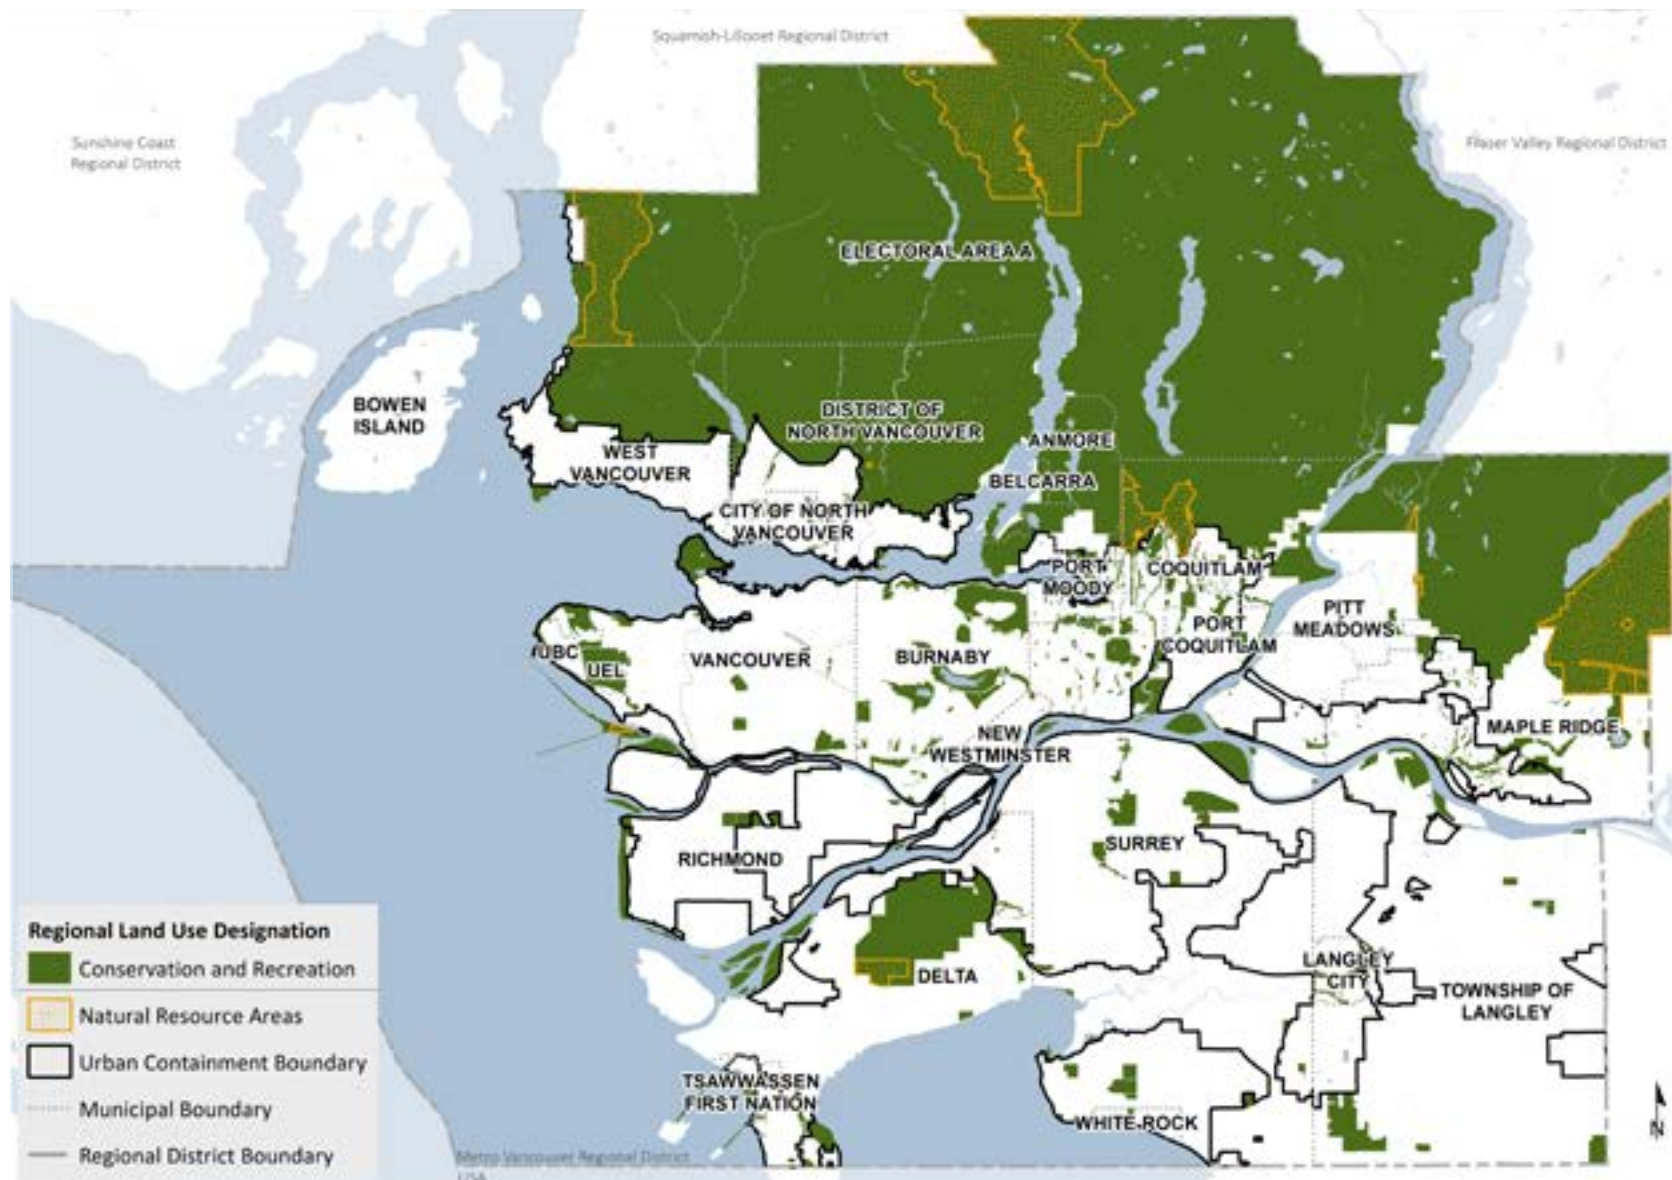 Squamish-Lillooet Regional District
Sunshine Coast
Regional District
Fraser Valley Regional District
ELECTORAL AREA A
BOWEN
ISLAND
DISTRICT OF
NORTH VANCOUVER
ANMORE
WEST
VANCOUVER
BELCARRA
CITY OF NORTH
VANCOUVER
PORT
MOODY
COQUITLAM
PITT
MEADOWS
PORT
COQUITLAM
UBC
UEL
VANCOUVER
BURNABY
MAPLE RIDGE
NEW
WESTMINSTER
RICHMOND
SURREY
DELTA
LANGLEY
CITY
TOWNSHIP OF
LANGLEY
TSAWWASSEN
FIRST NATION
WHITE ROCK
Metro Vancouver Regional District
USA
N
Regional Land Use Designation
Conservation and Recreation
Natural Resource Areas
Urban Containment Boundary
Municipal Boundary
Regional District Boundary